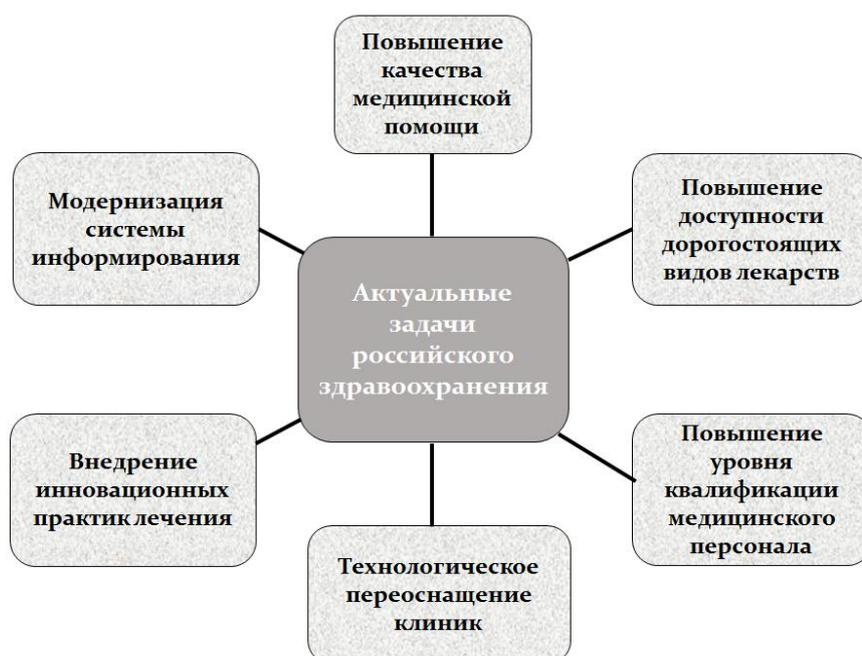 Повышение
качества
медицинской
помощи
Модернизация
системы
информирования
Повышение
доступности
дорогостоящих
видов лекарств
Актуальные
задачи
российского
здравоохранения
Внедрение
инновационных
практик лечения
Повышение
уровня
квалификации
медицинского
персонала
Технологическое
переоснащение
клиник